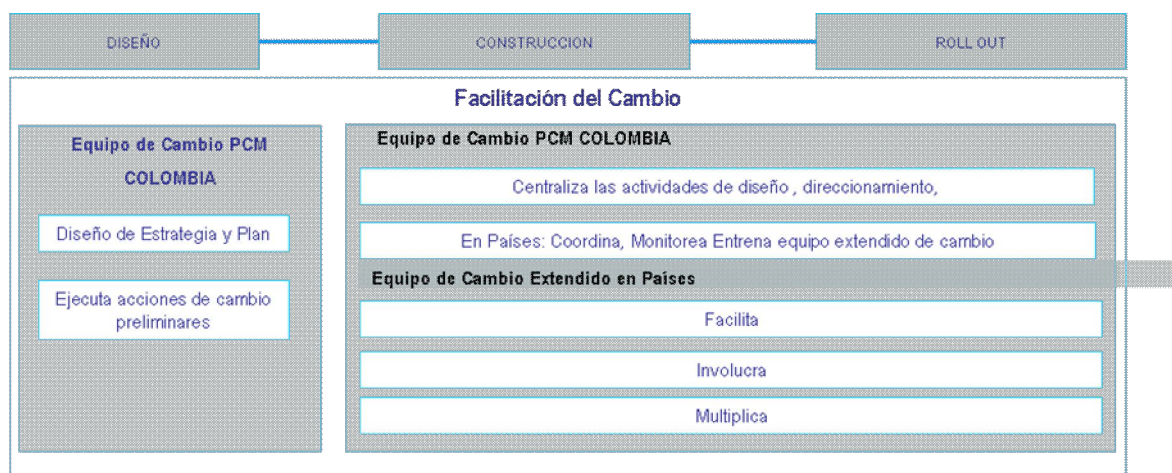 DISEÑO
CONSTRUCCION
ROLL OUT
Facilitación del Cambio
Equipo de Cambio PCM
COLOMBIA
Diseño de Estrategia y Plan
Ejecuta acciones de cambio
preliminares
Equipo de Cambio PCM COLOMBIA
Centraliza las actividades de diseño , direccionamiento,
En Países: Coordina, Monitorea Entrena equipo extendido de cambio
Equipo de Cambio Extendido en Países
Facilita
Involucra
Multiplica